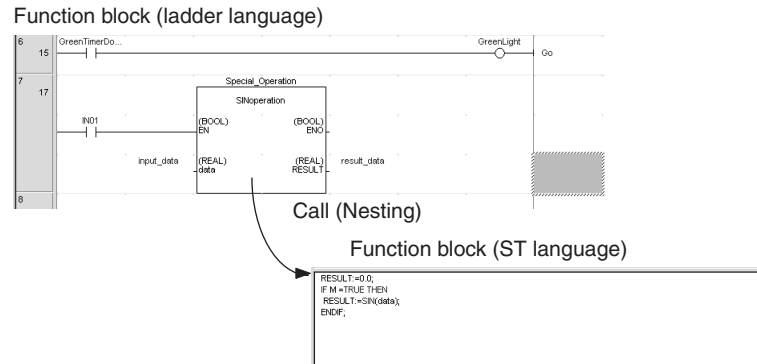 Function block (ladder language)
6
15
GreenTimerDo...
GreenLight
Go
7
17
Special_Operation
SINoperation
IN01
(BOOL)
EN
(BOOL)
ENO
input_data
(REAL)
data
(REAL)
RESULT
result_data
8
Call (Nesting)
Function block (ST language)
RESULT:=0.0;
IF M =TRUE THEN
RESULT:=SIN(data);
ENDIF;